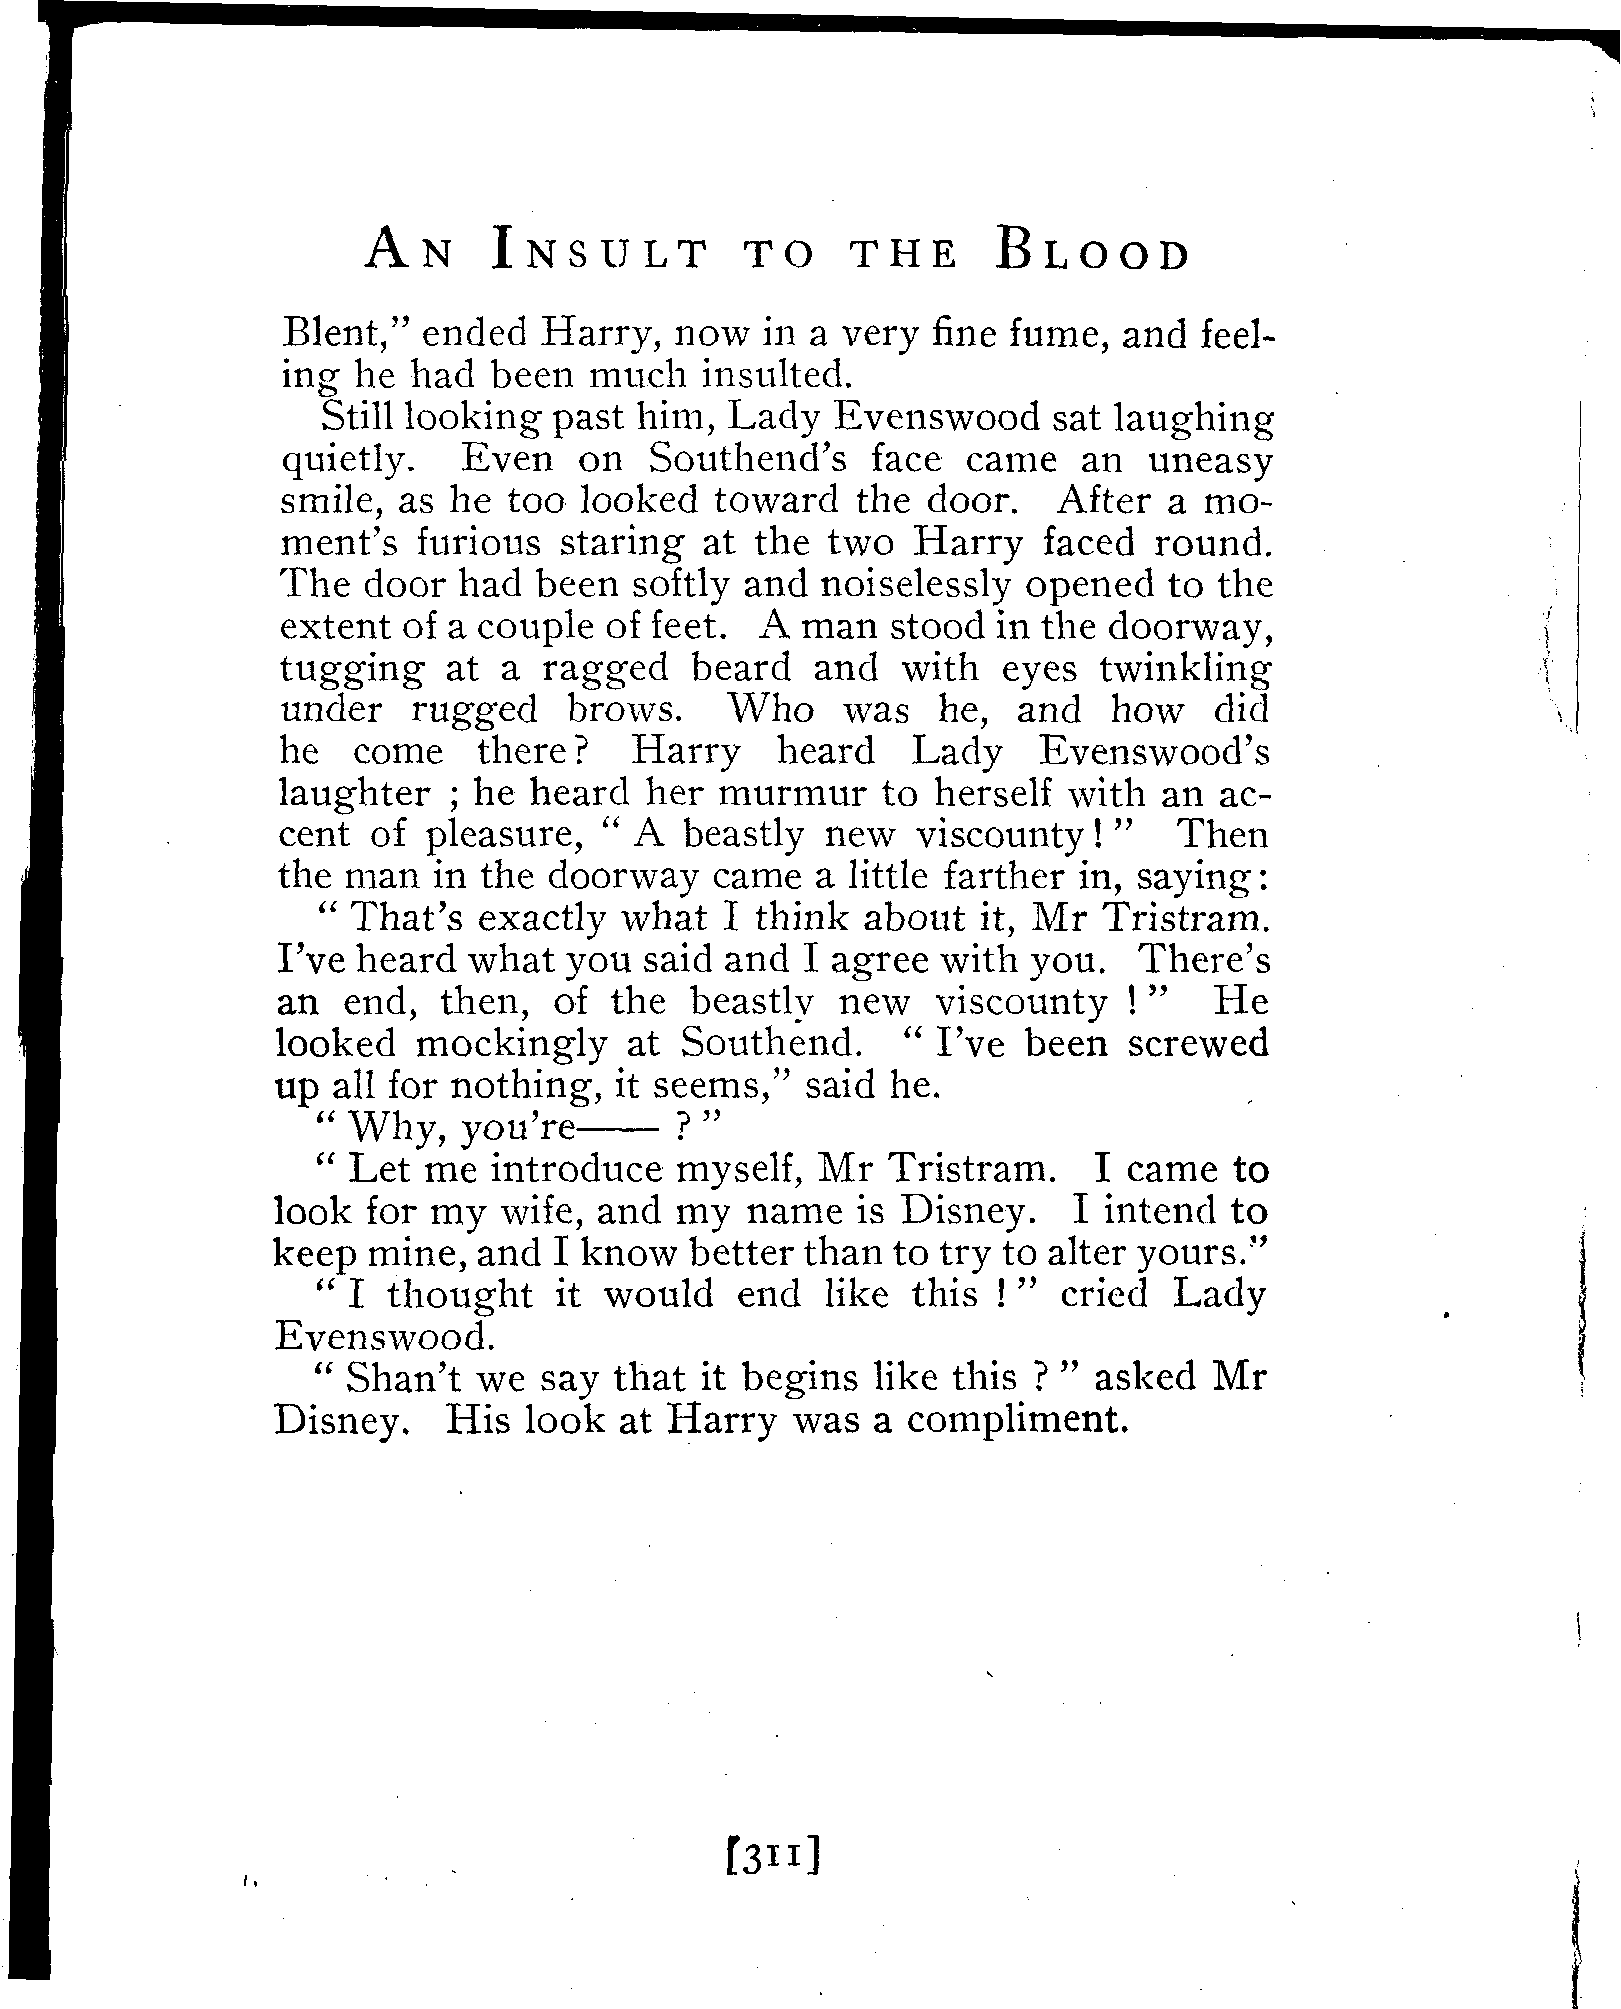 An Insult to the Blood
Blent,” ended Harry, now in a very fine fume, and feel-
ing he had been much insulted.
Still looking past him, Lady Evenswood sat laughing
quietly. Even on Southend’s face came an uneasy
smile, as he too looked toward the door. After a mo-
ment’s furious staring at the two Harry faced round.
The door had been softly and noiselessly opened to the
extent of a couple of feet. A man stood in the doorway,
tugging at a ragged beard and with eyes twinkling
under rugged brows. Who was he, and how did
he come there? Harry heard Lady Evenswood’s
laughter ; he heard her murmur to herself with an ac-
cent of pleasure, “ A beastly new viscounty! ” Then
the man in the doorway came a little farther in, saying:
“ That’s exactly what I think about it, Mr Tristram.
I’ve heard what you said and I agree with you. There’s
an end, then, of the beastly new viscounty ! ” He
looked mockingly at Southend. “ I’ve been screwed
up all for nothing, it seems,” said he.
“ Why, you’re—— ? ”
“ Let me introduce myself, Mr Tristram. I came to
look for my wife, and my name is Disney. I intend to
keep mine, and I know better than to try to alter yours.”
“ I thought it would end like this ! ” cried Lady
Evenswood.
“ Shan’t we say that it begins like this ? ” asked Mr
Disney. His look at Harry was a compliment.
[311]